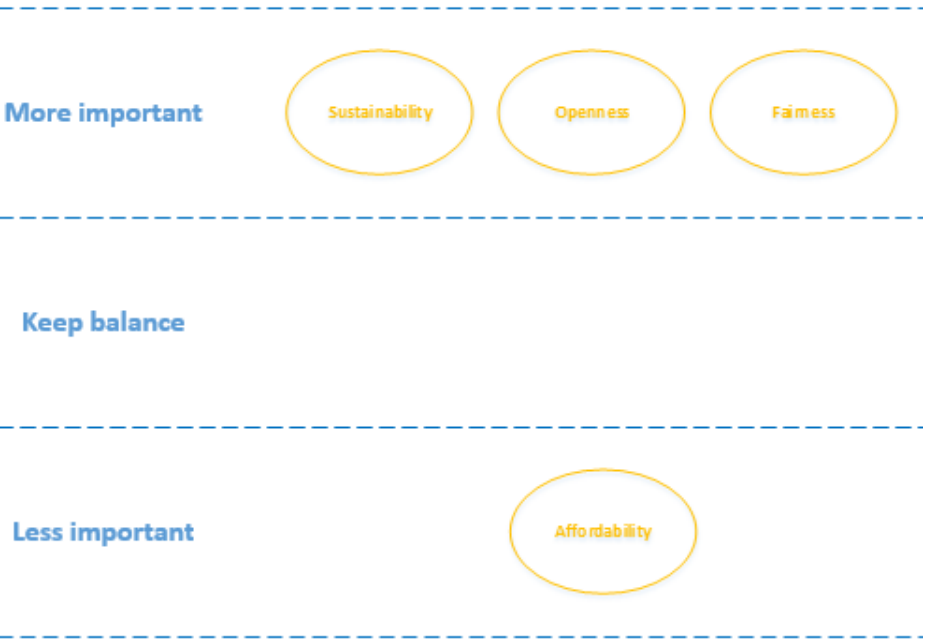 More important
Sustainability
Openness
Fairness
Keep balance
Less important
Affordability